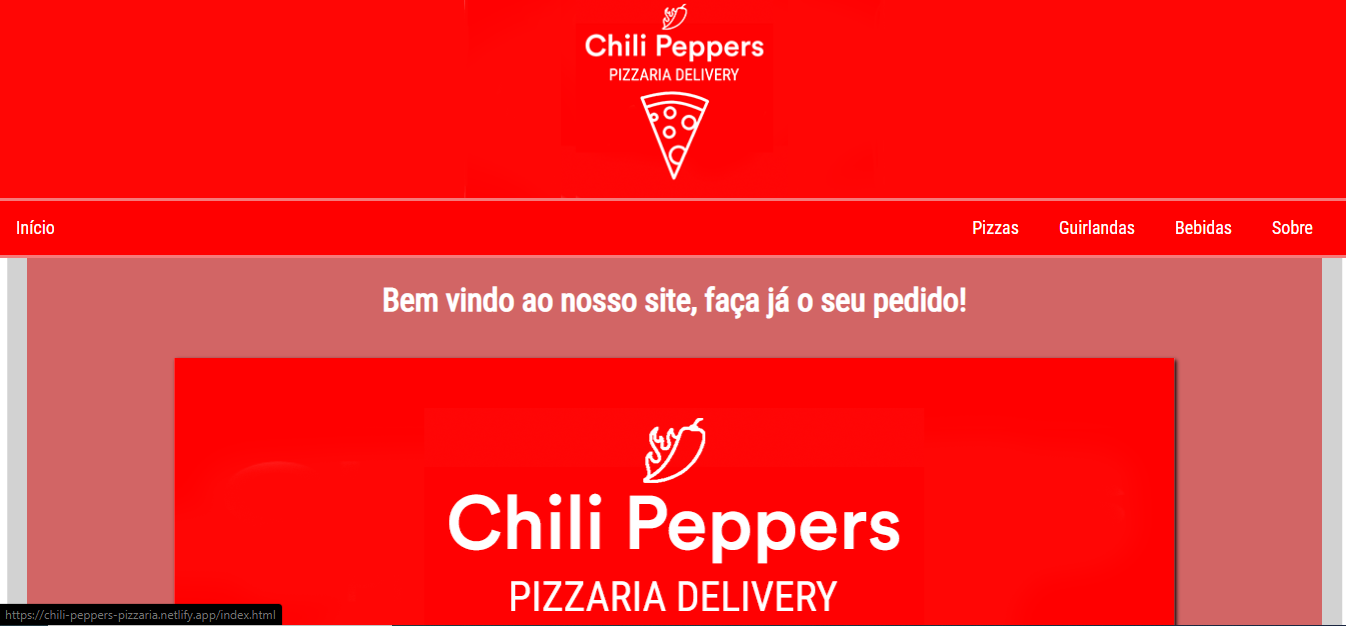 Chili Peppers
PIZZARIA DELIVERY
Início
Pizzas Guirlandas Bebidas Sobre
Bem vindo ao nosso site, faça já o seu pedido!
Chili Peppers
PIZZARIA DELIVERY
https://chili-peppers-pizzaria.netlify.app/index.html